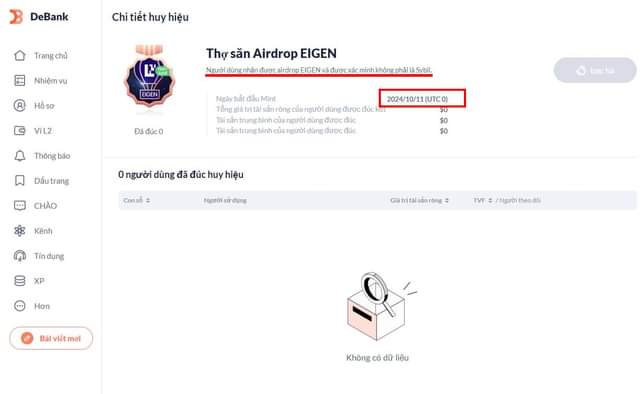 DeBank
Chi tiết huy hiệu
Trang chủ
Nhiệm vụ
Hồ sơ
Ví L2
Thông báo
Dấu trang
CHÀO
Kênh
Tín dụng
XP
Hơn
Bài viết mới
EIGEN
Đã đúc 0
Thợ săn Airdrop EIGEN
Người dùng nhận được airdrop EIGEN và được xác minh không phải là Sybil.
Ngày bắt đầu Mint 2024/10/11 (UTC 0)
Tổng giá trị tài sản ròng của người dùng được đúc kết $0
Tài sản trung bình của người dùng được đúc $0
Tài sản trung bình của người dùng được đúc $0
0 người dùng đã đúc huy hiệu
Con số Người sử dụng Giá trị tài sản ròng TVF / Người theo dõi
Không có dữ liệu